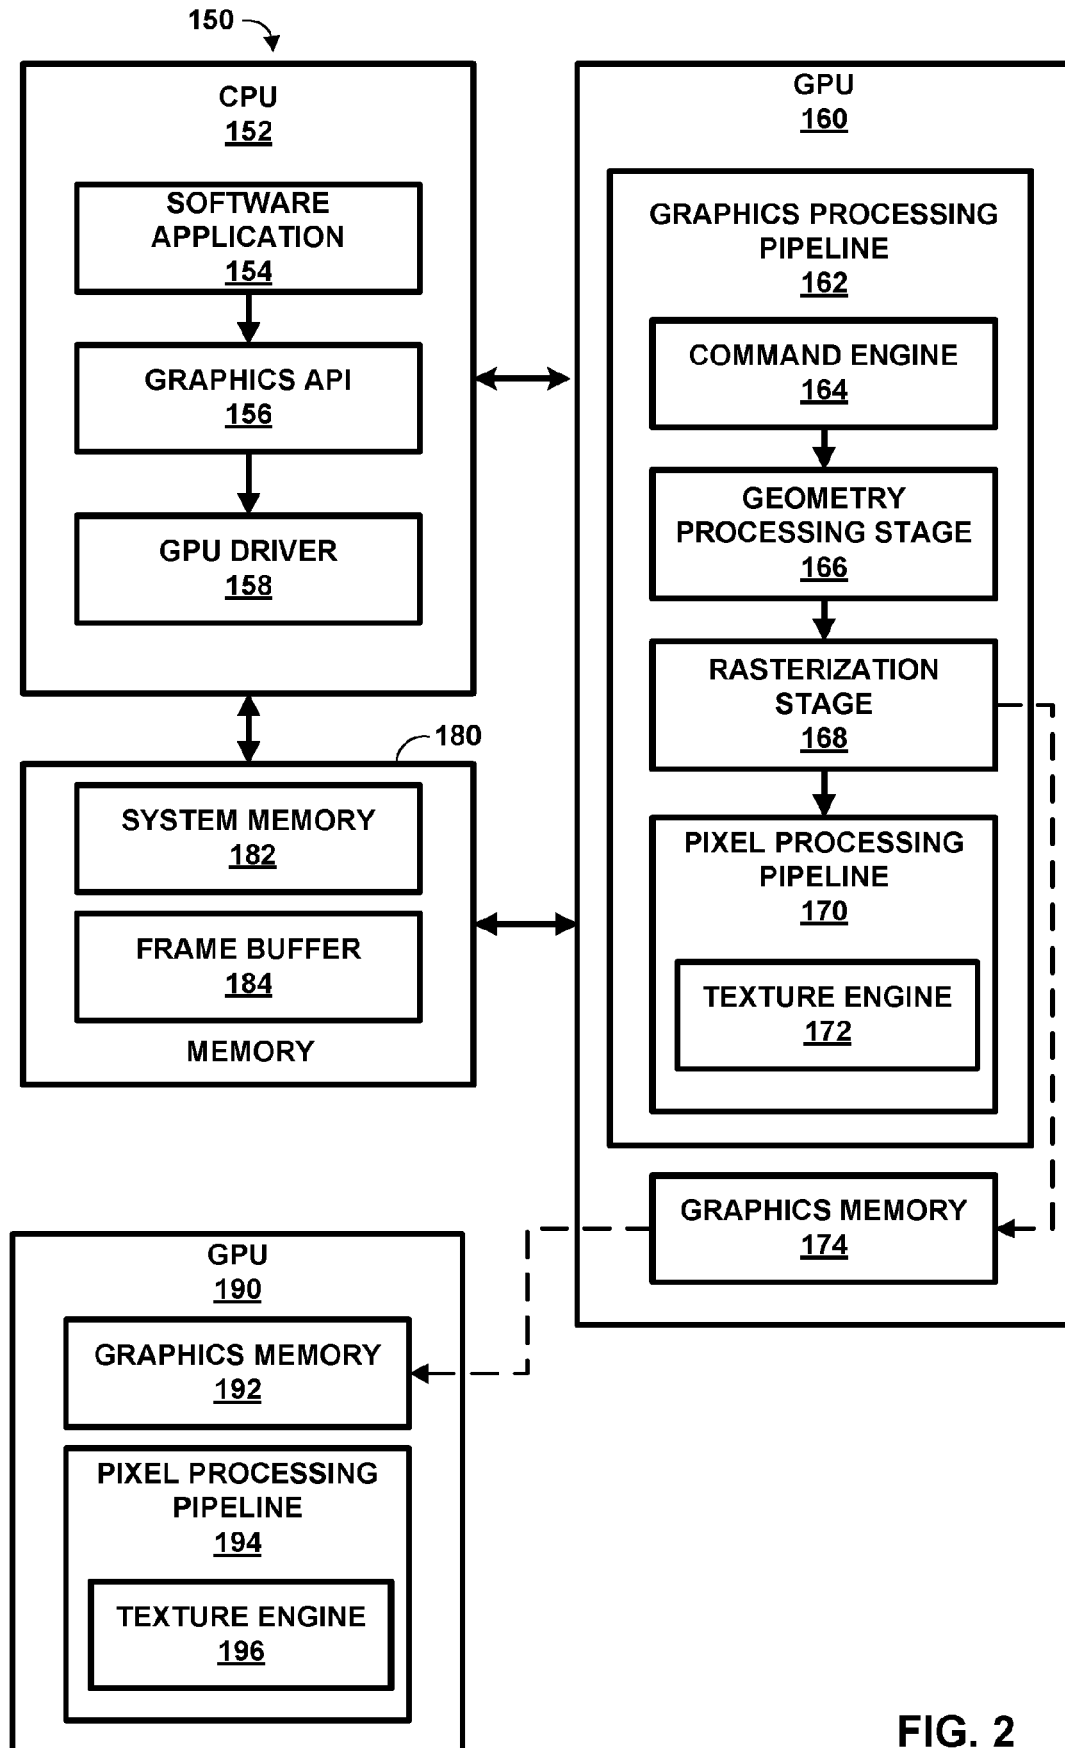 150
CPU
152
SOFTWARE
APPLICATION
154
GRAPHICS API
156
GPU DRIVER
158
180
SYSTEM MEMORY
182
FRAME BUFFER
184
MEMORY
GPU
160
GRAPHICS PROCESSING
PIPELINE
162
COMMAND ENGINE
164
GEOMETRY
PROCESSING STAGE
166
RASTERIZATION
STAGE
168
PIXEL PROCESSING
PIPELINE
170
TEXTURE ENGINE
172
GRAPHICS MEMORY
174
GPU
190
GRAPHICS MEMORY
192
PIXEL PROCESSING
PIPELINE
194
TEXTURE ENGINE
196
FIG. 2